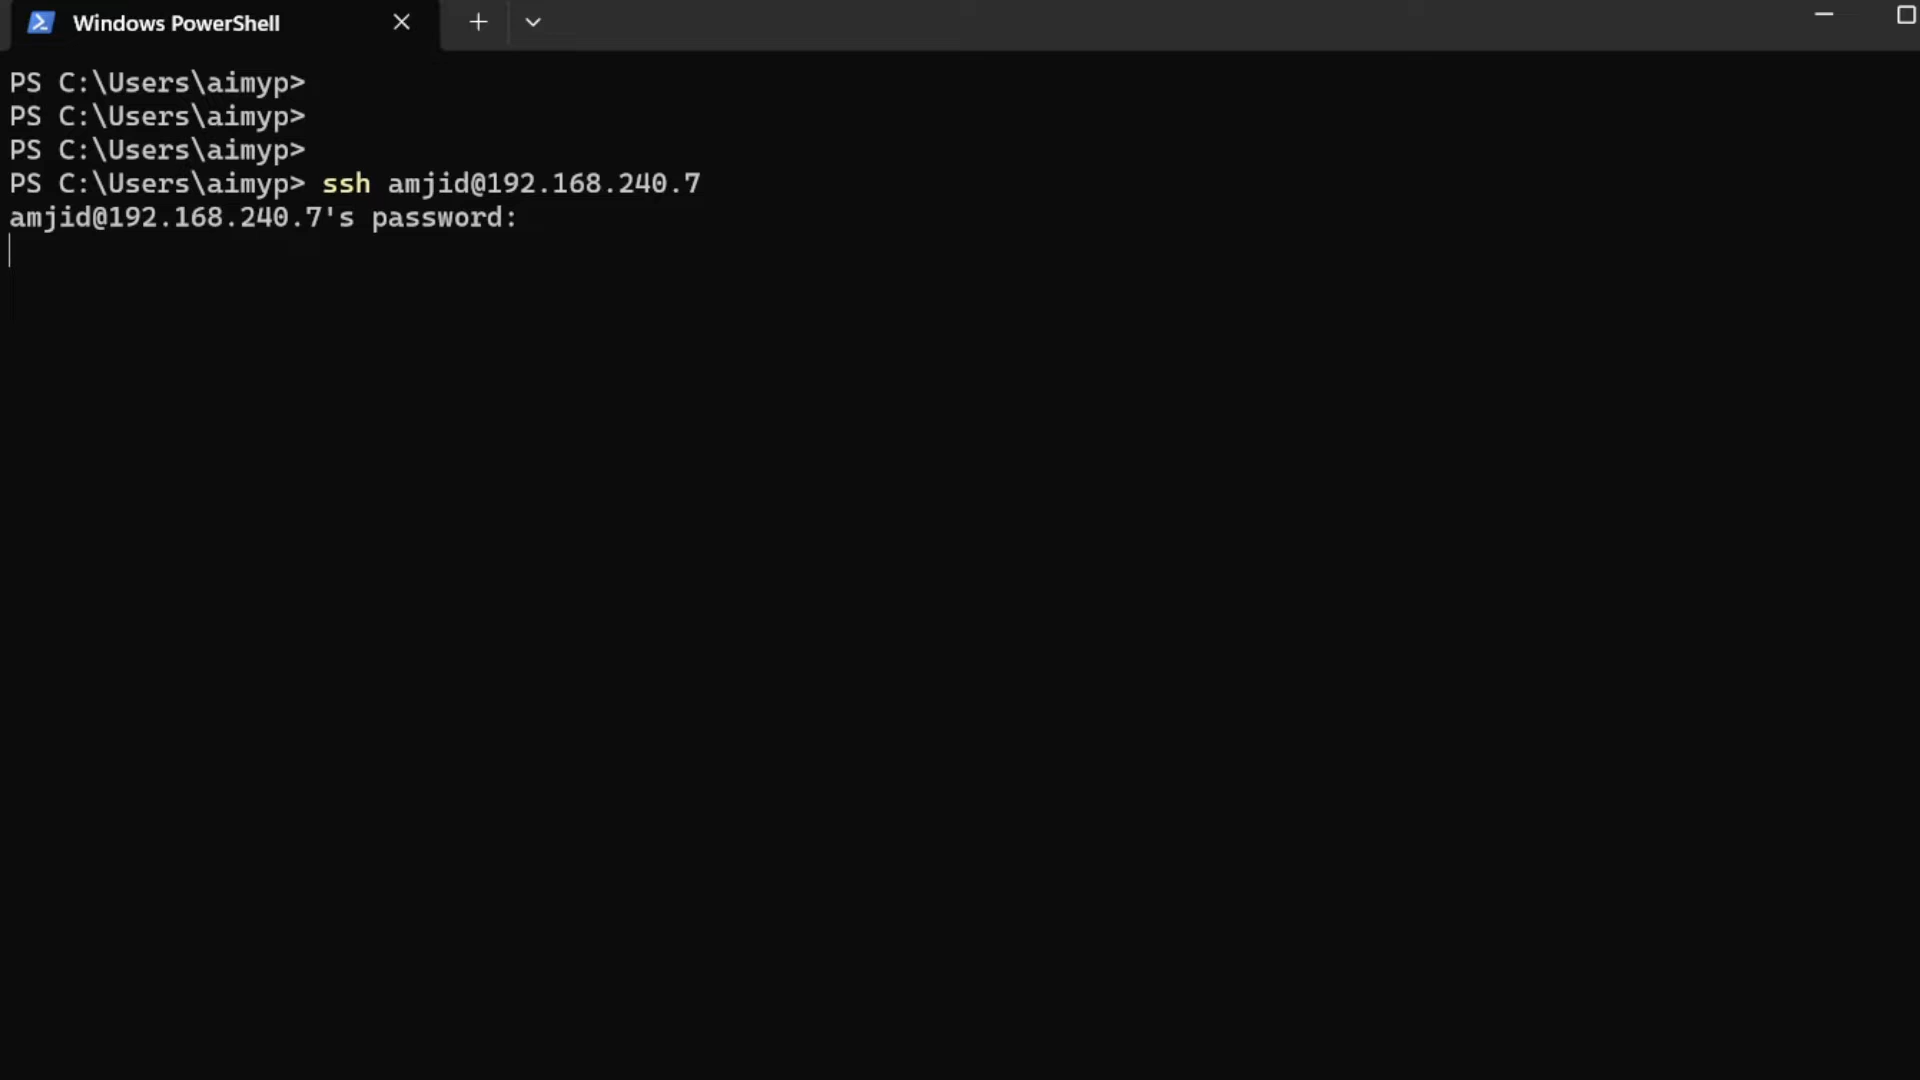 Windows PowerShell
PS C:\Users\aimyp>
PS C:\Users\aimyp>
PS C:\Users\aimyp>
PS C:\Users\aimyp> ssh amjid@192.168.240.7
amjid@192.168.240.7's password: